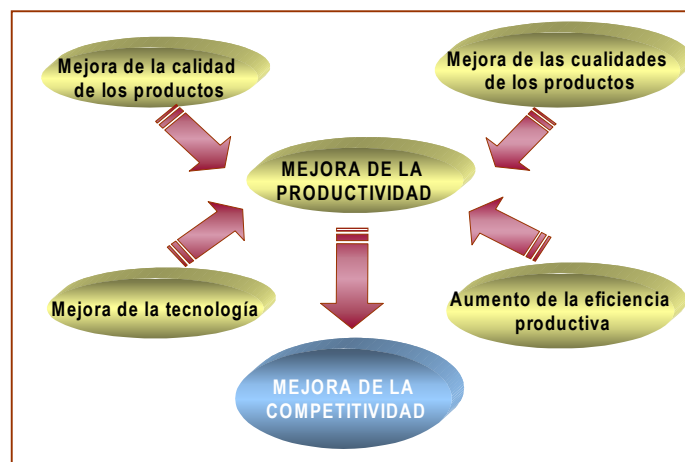 Mejora de la calidad
de los productos
Mejora de las cualidades
de los productos
MEJORA DE LA
PRODUCTIVIDAD
Mejora de la tecnología
Aumento de la eficiencia
productiva
MEJORA DE LA
COMPETITIVIDAD